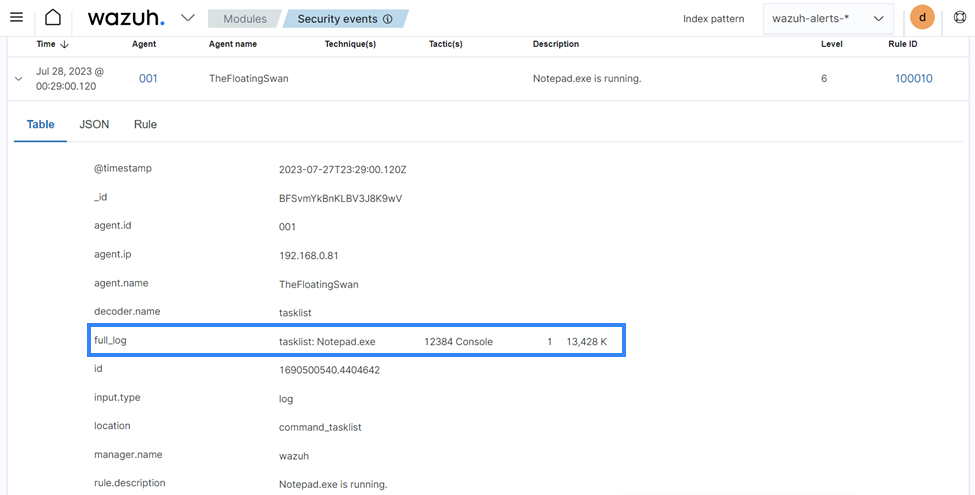 wazuh. Modules Security events Index pattern wazuh-alerts-* d
Time Agent Agent name Technique(s) Tactic(s) Description Level Rule ID
Jul 28, 2023 @
00:29:00.120 001 TheFloatingSwan Notepad.exe is running. 6 100010
Table JSON Rule
@timestamp 2023-07-27T23:29:00.120Z
_id BFSvmYkBnKLBV3J8K9wV
agent.id 001
agent.ip 192.168.0.81
agent.name TheFloatingSwan
decoder.name tasklist
full_log tasklist: Notepad.exe 12384 Console 1 13,428 K
id 1690500540.4404642
input.type log
location command_tasklist
manager.name wazuh
rule.description Notepad.exe is running.